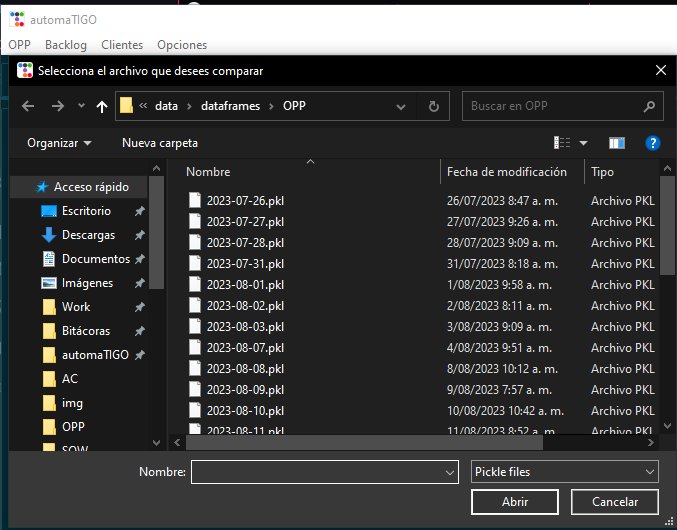 automaTIGO
OPP Backlog Clientes Opciones
Selecciona el archivo que desees comparar
« data › dataframes › OPP
Buscar en OPP
Organizar
Nueva carpeta
Nombre Fecha de modificación Tipo
Acceso rápido
Escritorio
Descargas
Documentos
Imágenes
Work
Bitácoras
automaTIGO
AC
img
OPP
SOW
2023-07-26.pkl 26/07/2023 8:47 a. m. Archivo PKL
2023-07-27.pkl 27/07/2023 9:26 a. m. Archivo PKL
2023-07-28.pkl 28/07/2023 9:09 a. m. Archivo PKL
2023-07-31.pkl 31/07/2023 8:18 a. m. Archivo PKL
2023-08-01.pkl 1/08/2023 9:58 a. m. Archivo PKL
2023-08-02.pkl 2/08/2023 8:11 a. m. Archivo PKL
2023-08-03.pkl 3/08/2023 9:09 a. m. Archivo PKL
2023-08-07.pkl 4/08/2023 9:51 a. m. Archivo PKL
2023-08-08.pkl 8/08/2023 10:12 a. m. Archivo PKL
2023-08-09.pkl 9/08/2023 7:57 a. m. Archivo PKL
2023-08-10.pkl 10/08/2023 10:42 a. m. Archivo PKL
2023-08-11.pkl 11/08/2023 8:52 a. m. Archivo PKL
Nombre:
Pickle files
Abrir
Cancelar